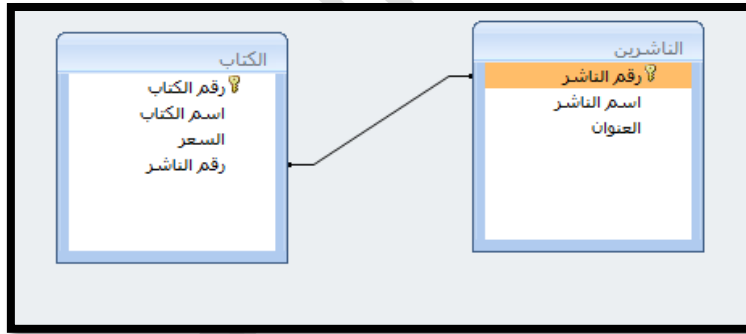 الناشرين
رقم الناشر
اسم الناشر
العنوان
الكتاب
رقم الكتاب
اسم الكتاب
السعر
رقم الناشر